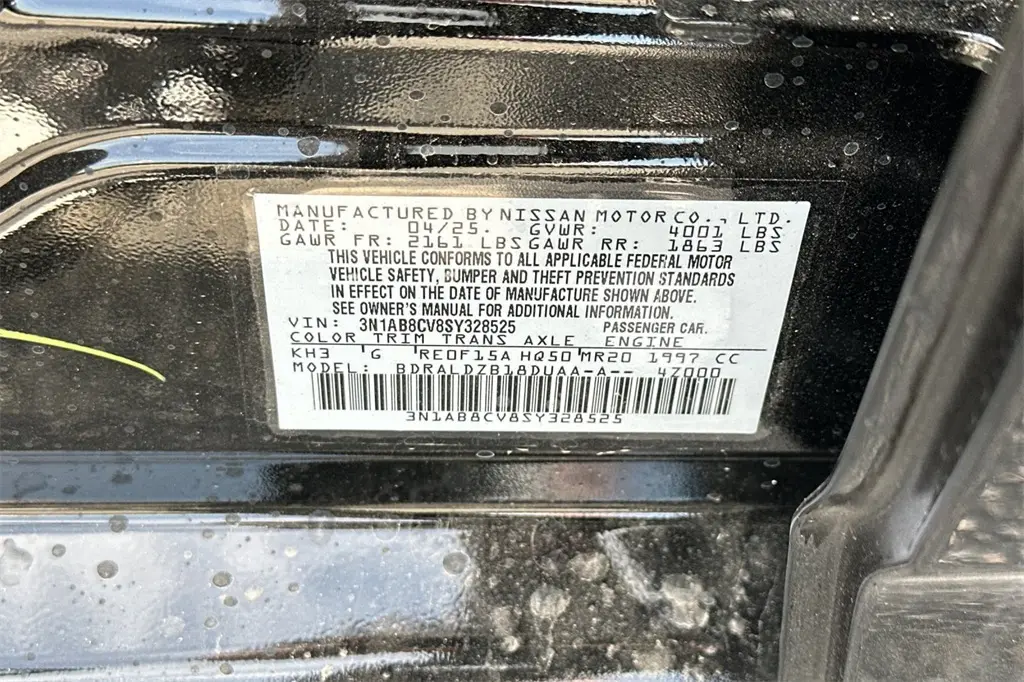 MANUFACTURED BY NISSAN MOTOR CO., LTD.
DATE: 04/25. GVWR: 4001 LBS
GAWR FR: 2161 LBS GAWR RR: 1863 LBS
THIS VEHICLE CONFORMS TO ALL APPLICABLE FEDERAL MOTOR
VEHICLE SAFETY, BUMPER AND THEFT PREVENTION STANDARDS
IN EFFECT ON THE DATE OF MANUFACTURE SHOWN ABOVE.
SEE OWNER'S MANUAL FOR ADDITIONAL INFORMATION.
VIN: 3N1AB8CV8SY328525 PASSENGER CAR.
COLOR TRIM TRANS AXLE ENGINE
KH3 G RE0F15A HQ50 MR20 1997 CC
MODEL: BDRALDZB18DUAA-A-- 4Z000
3N1AB8CV8SY328525